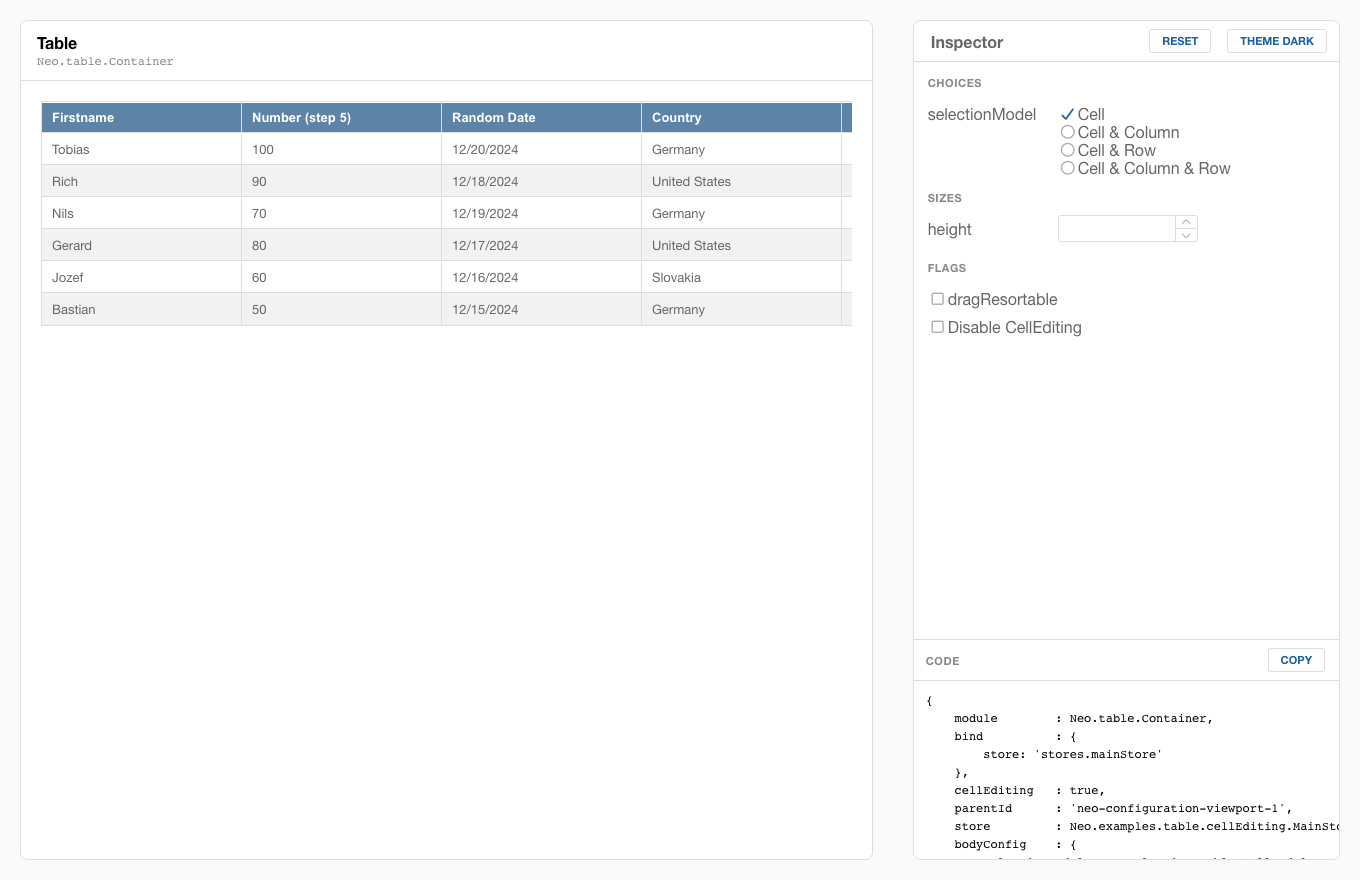 Table
Neo.table.Container
Firstname Number (step 5) Random Date Country
Tobias 100 12/20/2024 Germany
Rich 90 12/18/2024 United States
Nils 70 12/19/2024 Germany
Gerard 80 12/17/2024 United States
Jozef 60 12/16/2024 Slovakia
Bastian 50 12/15/2024 Germany
Inspector RESET THEME DARK
CHOICES
selectionModel Cell
Cell & Column
Cell & Row
Cell & Column & Row
SIZES
height
FLAGS
dragResortable
Disable CellEditing
CODE COPY
{
module : Neo.table.Container,
bind : {
store: 'stores.mainStore'
},
cellEditing : true,
parentId : 'neo-configuration-viewport-1',
store : Neo.examples.table.cellEditing.MainSto
bodyConfig : {